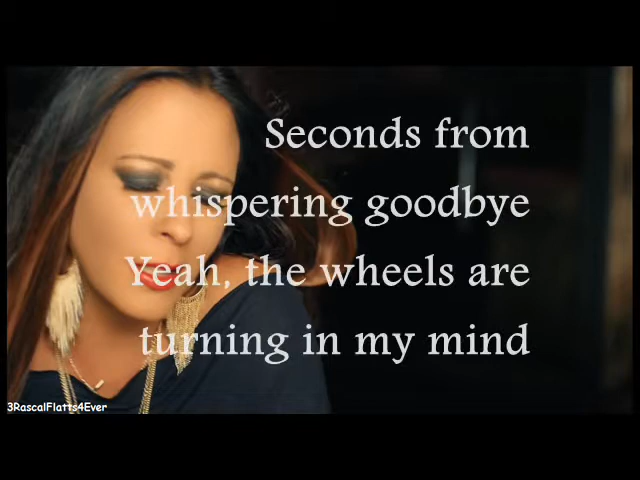 Seconds from
whispering goodbye
Yeah, the wheels are
turning in my mind
3RascalFlatts4Ever